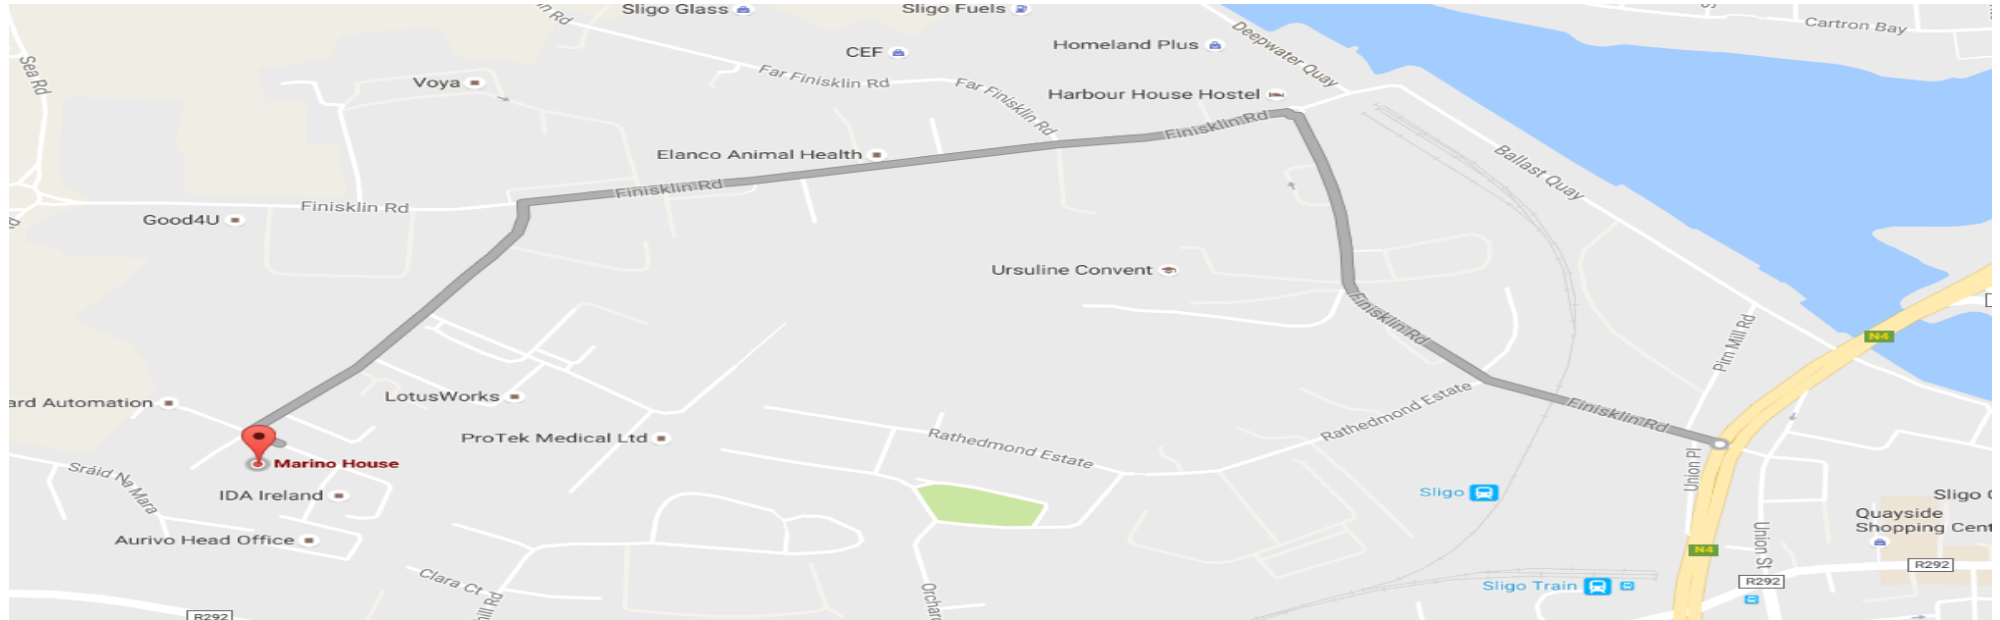 Sligo Glass
Sligo Fuels
Cartron Bay
Deepwater Quay
CEF
Homeland Plus
Sea Rd
Voya
Far Finisklin Rd
Far Finisklin Rd
Harbour House Hostel
Finisklin Rd
Elanco Animal Health
Ballast Quay
Finisklin Rd
Finisklin Rd
Good4U
Ursuline Convent
Finisklin Rd
Pirn Mill Rd
N4
LotusWorks
ard Automation
Rathedmond Estate
Finisklin Rd
ProTek Medical Ltd
Rathedmond Estate
Marino House
Sráid Na Mara
Union Pl
IDA Ireland
Sligo
Sligo
Quayside
Shopping Cent
Aurivo Head Office
Union St
N4
R292
Clara Ct
Sligo Train
R292
Orchard
hill Rd
R292